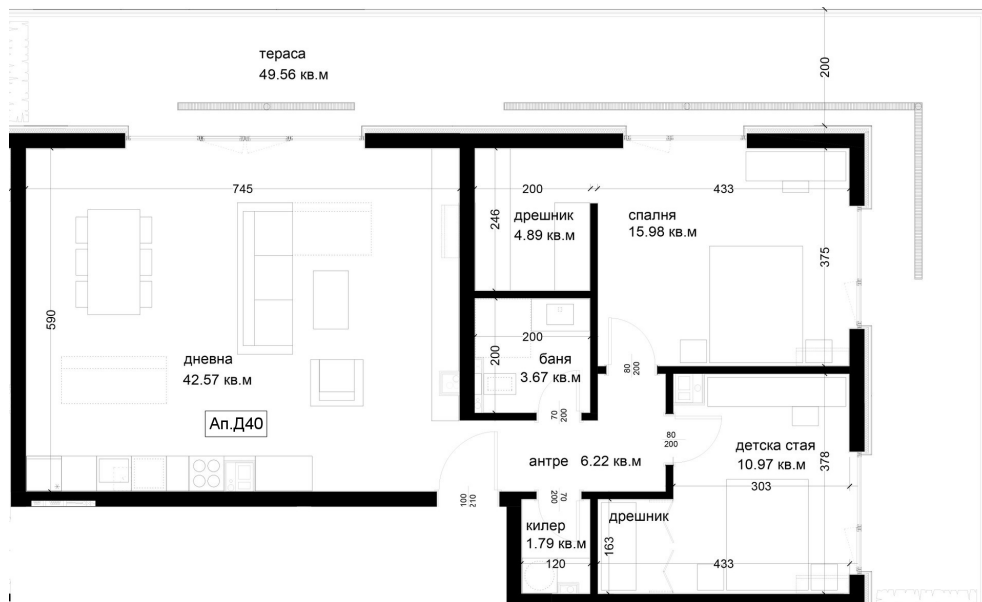 тераса
49.56 кв.м
200
745
200
433
246
дрешник
4.89 кв.м
спалня
15.98 кв.м
375
590
200
200
баня
3.67 кв.м
80
200
дневна
42.57 кв.м
Ап.Д40
70
200
80
200
антре 6.22 кв.м
детска стая
10.97 кв.м
378
303
100
210
70
200
килер
1.79 кв.м
120
дрешник
163
433